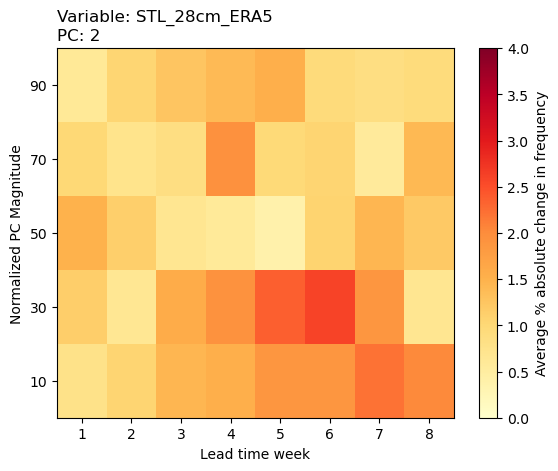 Variable: STL_28cm_ERA5
PC: 2
4.0
3.5
3.0
2.5
2.0
1.5
1.0
0.5
0.0
Average % absolute change in frequency
90
70
50
30
10
Normalized PC Magnitude
1 2 3 4 5 6 7 8
Lead time week